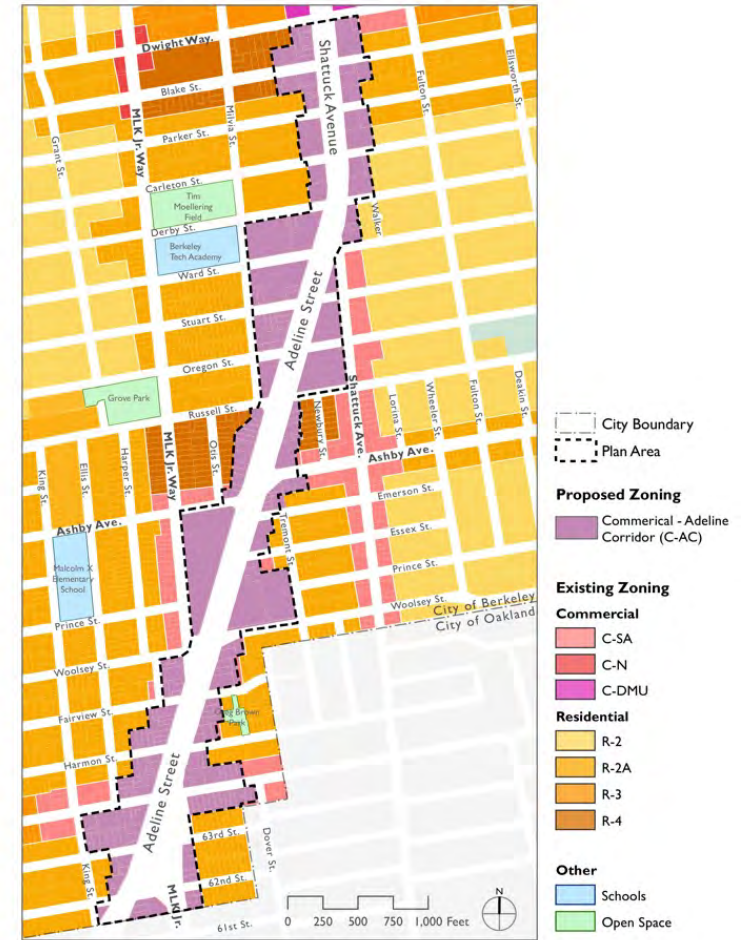 Dwight Way.
Blake St.
Parker St.
Carleton St.
Tim
Moellering
Field
Derby St.
Berkeley
Tech Academy
Ward St.
Stuart St.
Oregon St.
Grove Park
Russell St.
Grant St.
MLK Jr. Way
Milvia St.
Shattuck Avenue
Fulton St.
Ellsworth St.
Walker
Adeline Street
Shattuck Ave.
Newbury St.
Lorina St.
Wheeler St.
Fulton St.
Deakin St.
King St.
Ellis St.
Harper St.
MLK Jr. Way
Otis St.
Ashby Ave.
Ashby Ave.
Emerson St.
Essex St.
Prince St.
Woolsey St.
Tremont St.
City of Berkeley
City of Oakland
Malcolm X
Elementary
School
Prince St.
Woolsey St.
Fairview St.
Harmon St.
Greg Brown
Park
Adeline Street
King St.
MLK Jr.
63rd St.
62nd St.
61st St.
Dover St.
0 250 500 750 1,000 Feet
N
City Boundary
Plan Area
Proposed Zoning
Commerical - Adeline
Corridor (C-AC)
Existing Zoning
Commercial
C-SA
C-N
C-DMU
Residential
R-2
R-2A
R-3
R-4
Other
Schools
Open Space